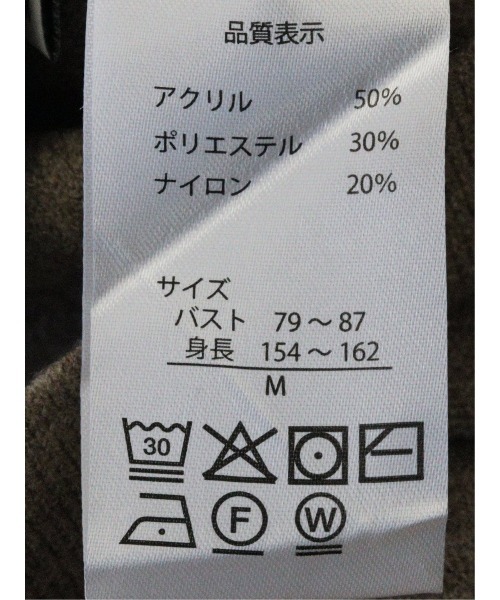 品質表示
アクリル 50%
ポリエステル 30%
ナイロン 20%
サイズ
バスト 79～87
身長 154～162
M
30
F W